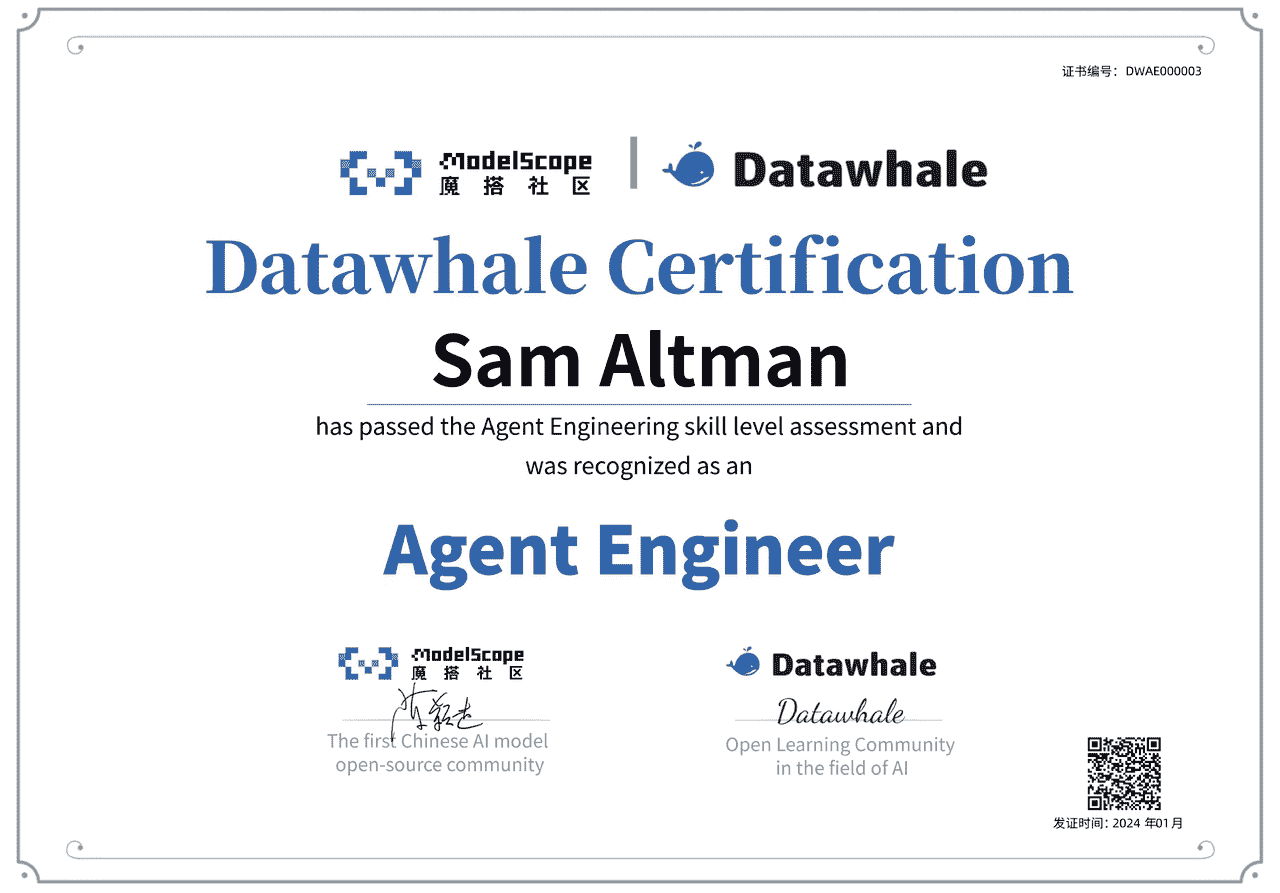 证书编号：DWAE000003
ModelScope
魔搭社区
Datawhale
Datawhale Certification
Sam Altman
has passed the Agent Engineering skill level assessment and
was recognized as an
Agent Engineer
ModelScope
魔搭社区
The first Chinese AI model
open-source community
Datawhale
Datawhale
Open Learning Community
in the field of AI
发证时间：2024 年01月